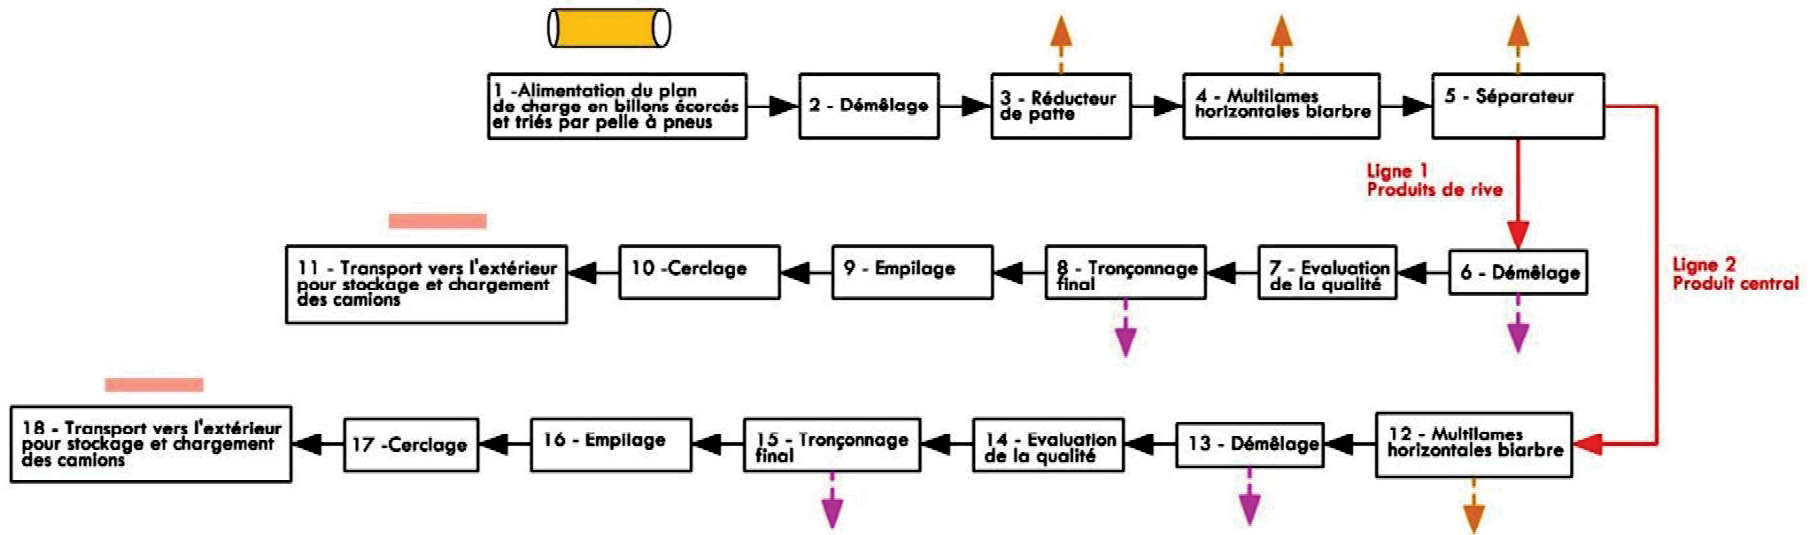 1 -Alimentation du plan
de charge en billons écorcés
et triés par pelle à pneus
2 - Démêlage
3 - Réducteur
de patte
4 - Multilames
horizontales biarbre
5 - Séparateur
Ligne 1
Produits de rive
Ligne 2
Produit central
6 - Démêlage
7 - Evaluation
de la qualité
8 - Tronçonnage
final
9 - Empilage
10 -Cerclage
11 - Transport vers l'extérieur
pour stockage et chargement
des camions
12 - Multilames
horizontales biarbre
13 - Démêlage
14 - Evaluation
de la qualité
15 - Tronçonnage
final
16 - Empilage
17 -Cerclage
18 - Transport vers l'extérieur
pour stockage et chargement
des camions